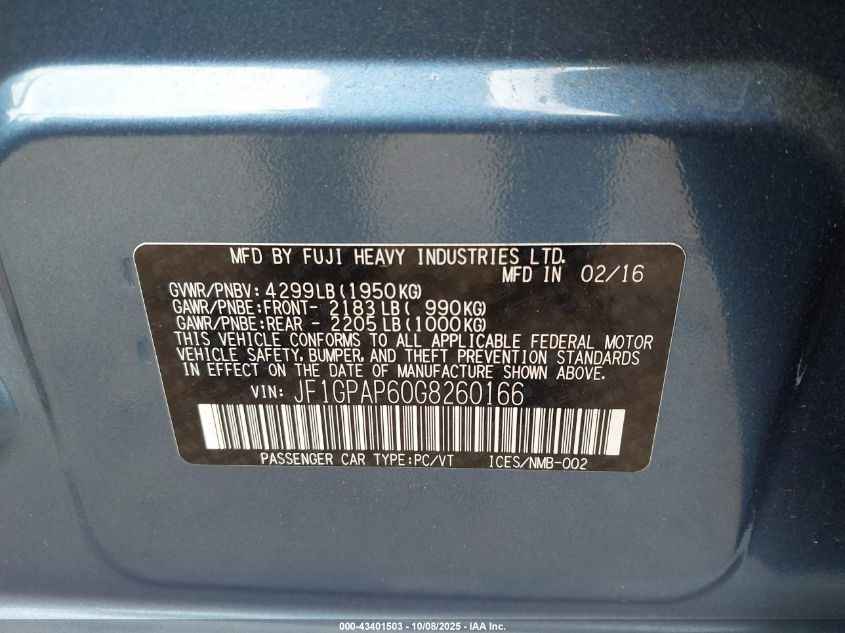 MFD BY FUJI HEAVY INDUSTRIES LTD.
MFD IN 02/16
GVWR/PNBV: 4299LB(1950KG)
GAWR/PNBE:FRONT- 2183LB( 990KG)
GAWR/PNBE:REAR - 2205LB(1000KG)
THIS VEHICLE CONFORMS TO ALL APPLICABLE FEDERAL MOTOR
VEHICLE SAFETY, BUMPER, AND THEFT PREVENTION STANDARDS
IN EFFECT ON THE DATE OF MANUFACTURE SHOWN ABOVE.
VIN: JF1GPAP60G8260166
PASSENGER CAR TYPE:PC/VT ICES/NMB-002
000-43401503 - 10/08/2025 - IAA Inc.